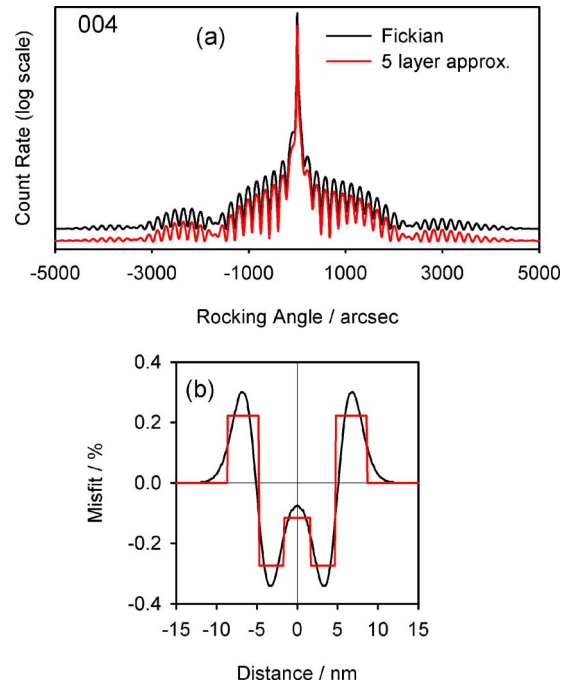 004
(a)
Fickian
5 layer approx.
Count Rate (log scale)
-5000 -3000 -1000 1000 3000 5000
Rocking Angle / arcsec
(b)
Misfit / %
0.4
0.2
0.0
-0.2
-0.4
-15 -10 -5 0 5 10 15
Distance / nm